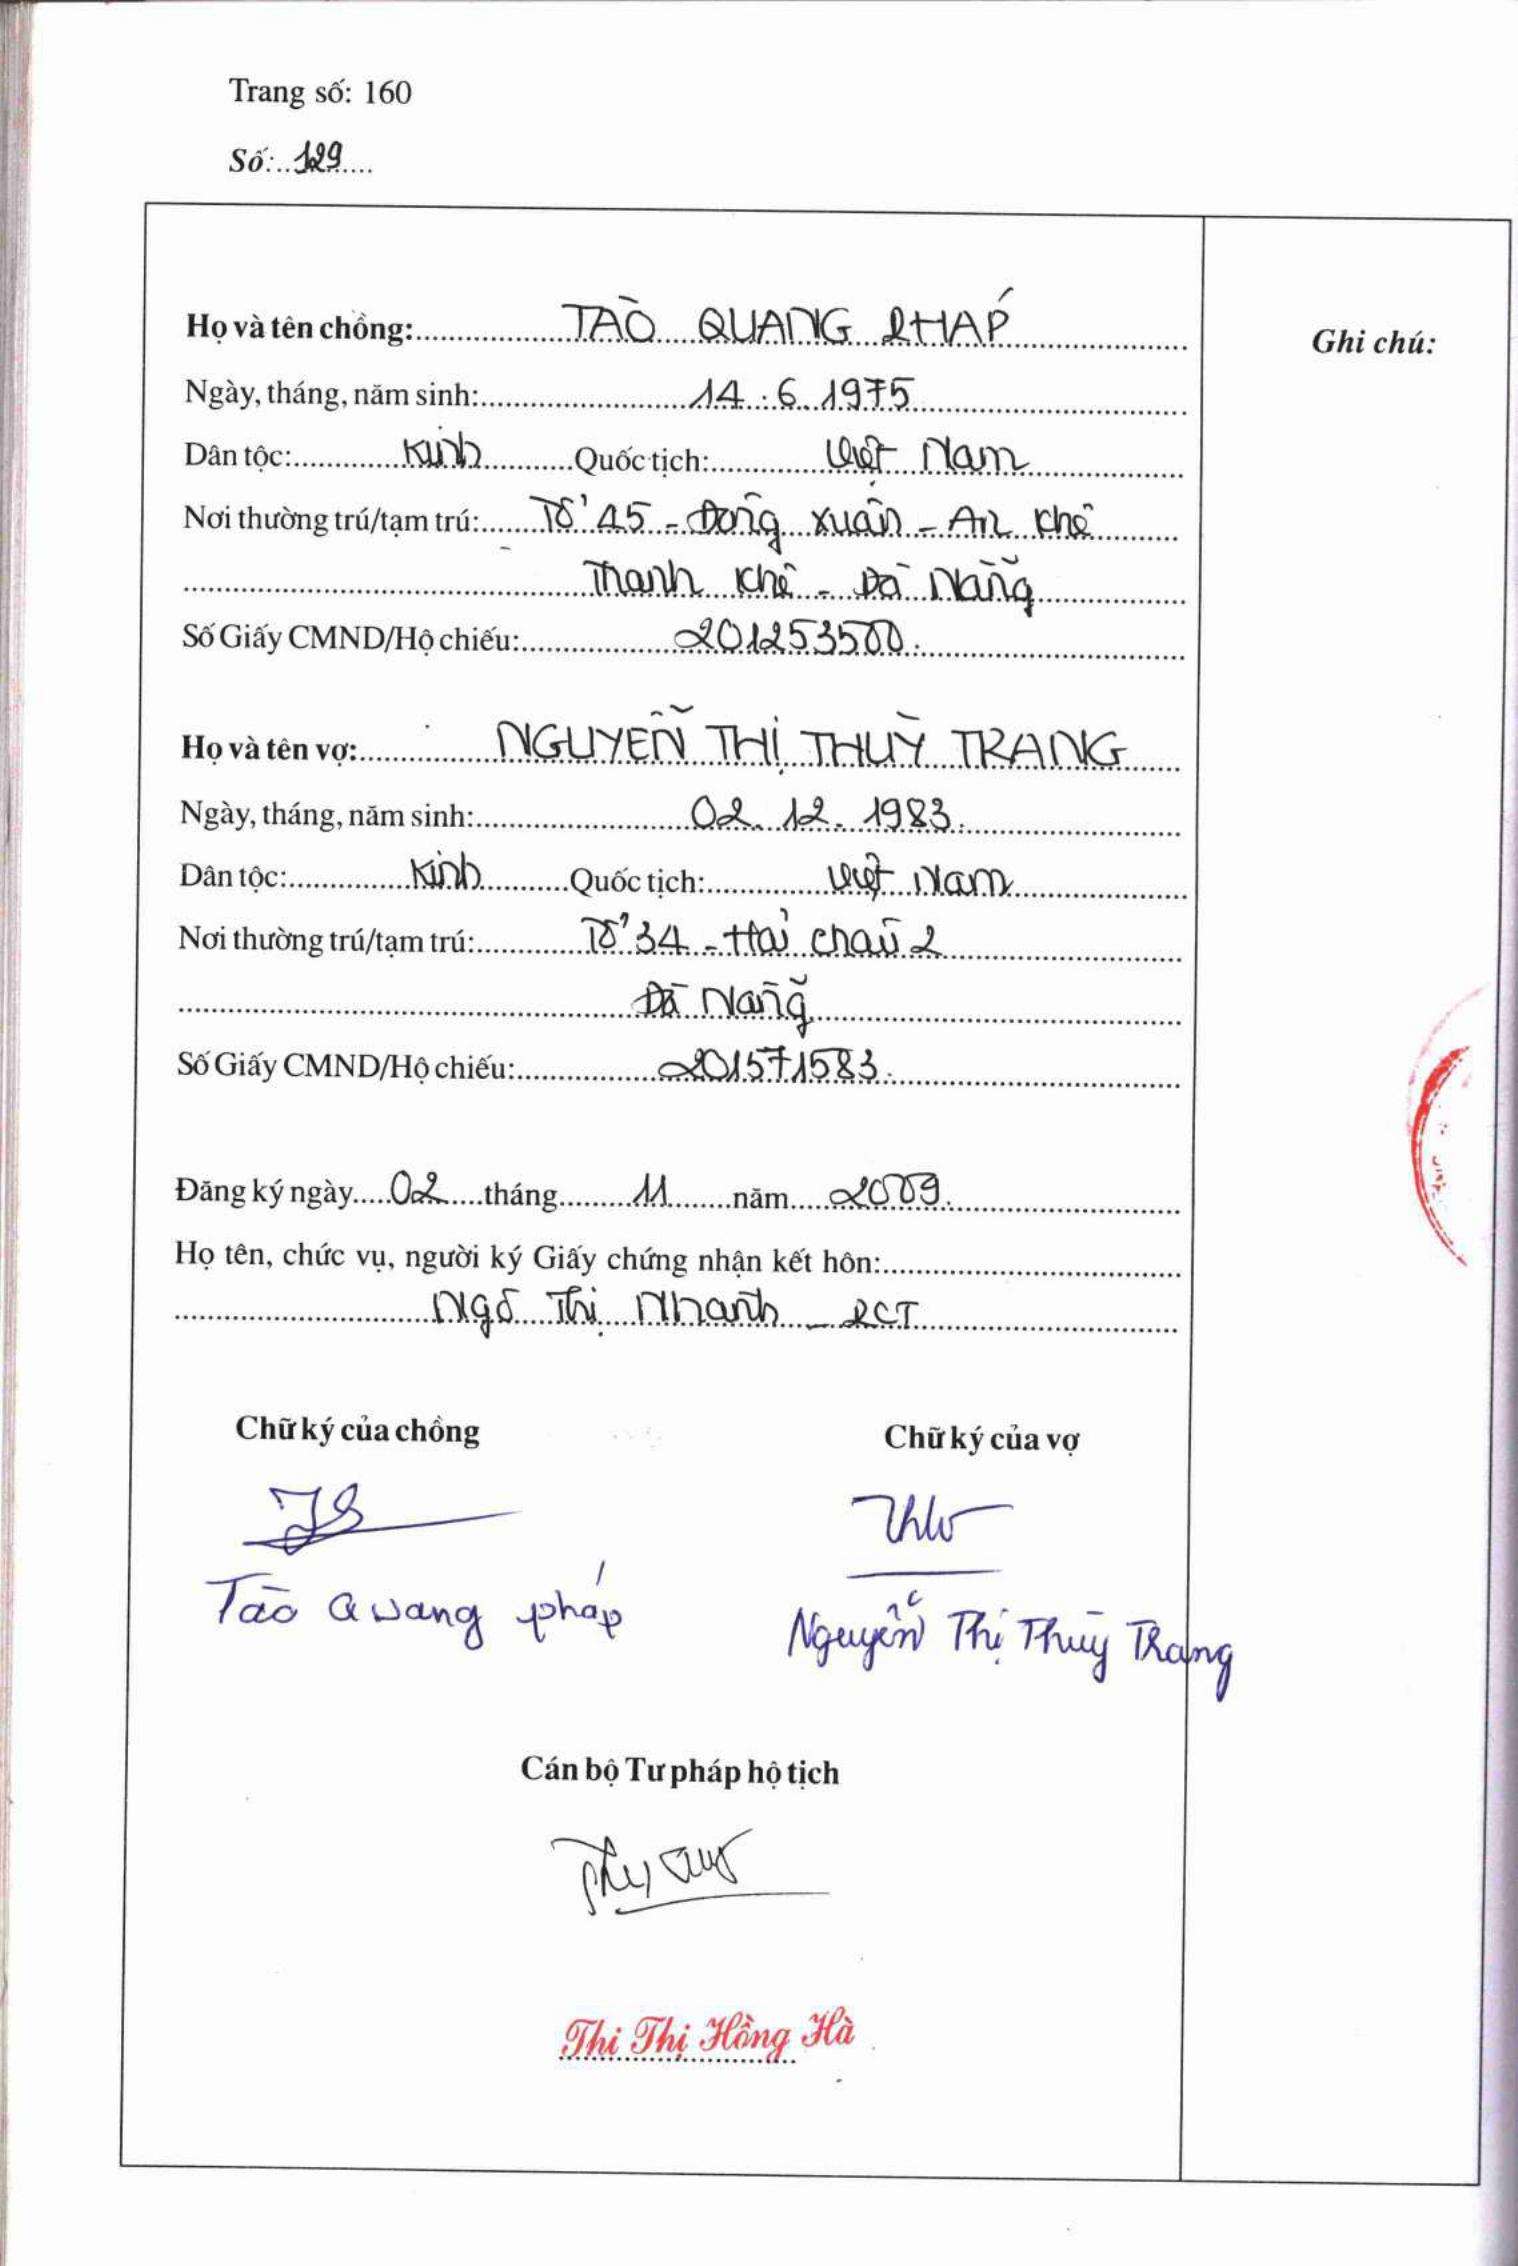 Trang số: 160
Số: 129
Họ và tên chồng: TÀO QUANG PHÁP
Ghi chú:
Ngày, tháng, năm sinh: 14.6.1975
Dân tộc: Kinh Quốc tịch: Việt Nam
Nơi thường trú/tạm trú: Tổ 45 - Đông Xuân - An Khê
Thanh Khê - Đà Nẵng
Số Giấy CMND/Hộ chiếu: 201253500.
Họ và tên vợ: NGUYỄN THỊ THUỲ TRANG
Ngày, tháng, năm sinh: 02.12.1983.
Dân tộc: Kinh Quốc tịch: Việt Nam
Nơi thường trú/tạm trú: Tổ 34 - Hải Châu 2
Đà Nẵng
Số Giấy CMND/Hộ chiếu: 201571583.
Đăng ký ngày 02 tháng 11 năm 2009.
Họ tên, chức vụ, người ký Giấy chứng nhận kết hôn:
Ngô Thị Nhanh - PCT
Chữ ký của chồng Chữ ký của vợ
Tào Quang Pháp Nguyễn Thị Thùy Trang
Cán bộ Tư pháp hộ tịch
Thi Thị Hồng Hà